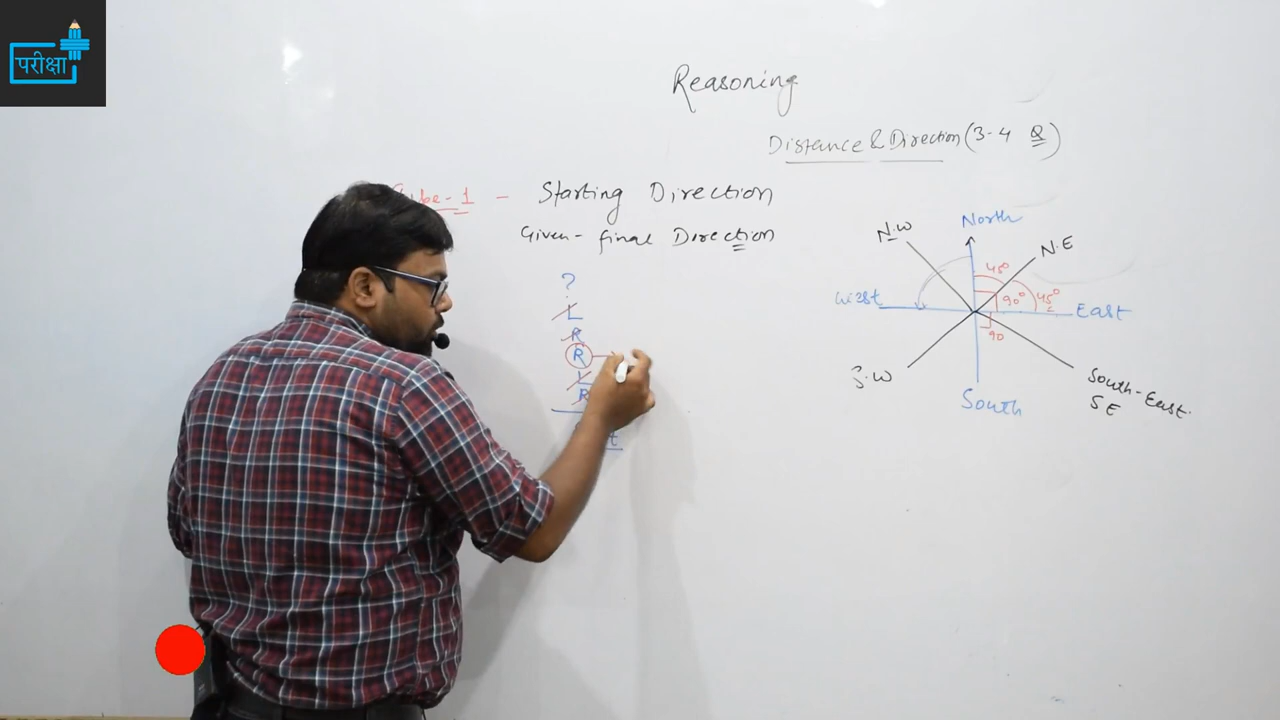 परीक्षा
Reasoning
Distance & Direction (3-4 Q)
1 - Starting Direction
Given - final Direction
?
L
R
R
L
R
North
N.W
N.E
45°
90°
45°
West
East
90
S.W
South
South-East
SE